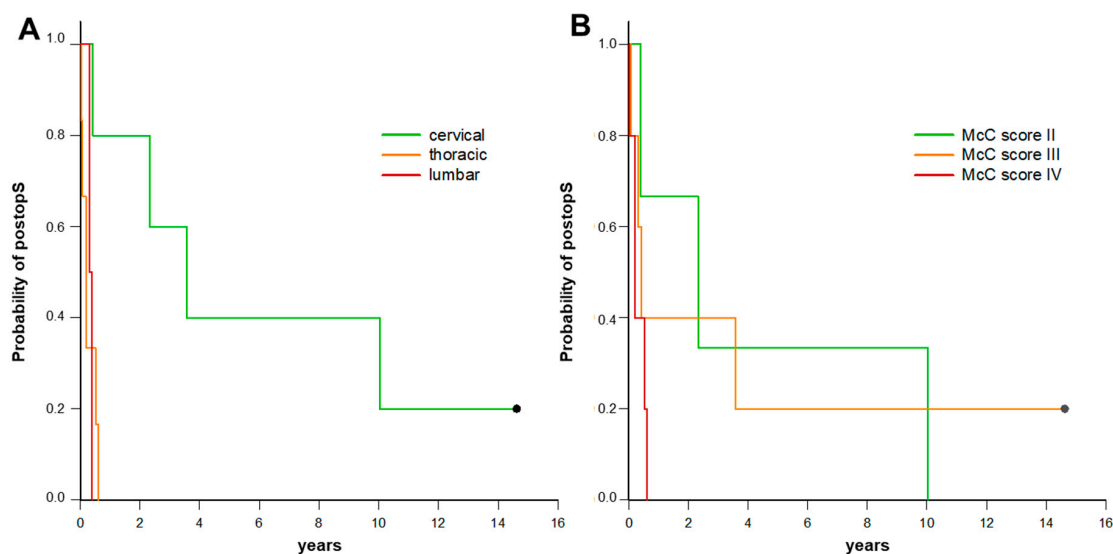 A
Probability of postopS
1.0
0.8
0.6
0.4
0.2
0.0
cervical
thoracic
lumbar
0 2 4 6 8 10 12 14 16
years
B
Probability of postopS
1.0
0.8
0.6
0.4
0.2
0.0
McC score II
McC score III
McC score IV
0 2 4 6 8 10 12 14 16
years